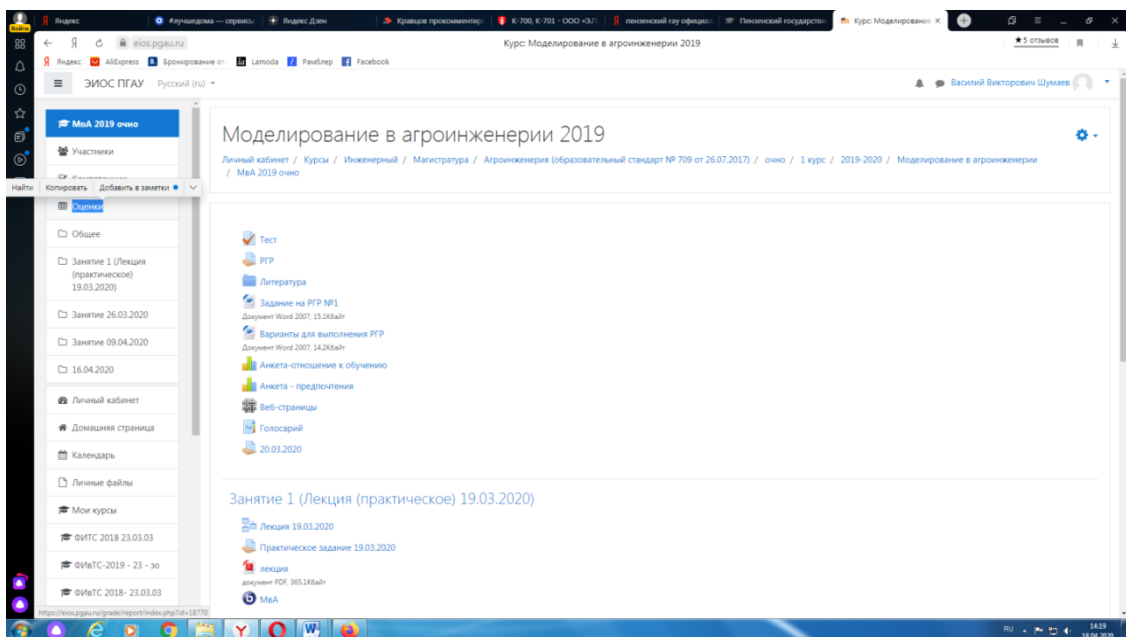 Войти
Яндекс
#лучшедома — сервисы
Яндекс Дзен
Кравцов прокомментир
К-700, К-701 - ООО «Э.П.
пензенский гау официал
Пензенский государстве
Курс: Моделирование
eios.pgau.ru
Курс: Моделирование в агроинженерии 2019
★ 5 отзывов
Яндекс
AliExpress
Бронирование от
Lamoda
Рамблер
Facebook
ЭИОС ПГАУ
Русский (ru)
Василий Викторович Шумаев
МвА 2019 очно
Участники
Найти
Копировать
Добавить в заметки
Оценки
Общее
Занятие 1 (Лекция
(практическое)
19.03.2020)
Занятие 26.03.2020
Занятие 09.04.2020
16.04.2020
Личный кабинет
Домашняя страница
Календарь
Личные файлы
Мои курсы
ФИТС 2018 23.03.03
ФИвТС-2019 - 23 - зо
ФИвТС 2018- 23.03.03
https://eios.pgau.ru/grade/report/index.php?id=18770
Моделирование в агроинженерии 2019
Личный кабинет / Курсы / Инженерный / Магистратура / Агроинженерия (образовательный стандарт № 709 от 26.07.2017) / очно / 1 курс / 2019-2020 / Моделирование в агроинженерии
/ МвА 2019 очно
Тест
РГР
Литература
Задание на РГР №1
Документ Word 2007, 15.1Кбайт
Варианты для выполнения РГР
Документ Word 2007, 14.2Кбайт
Анкета-отношение к обучению
Анкета - предпочтения
Веб-страницы
Голосарий
20.03.2020
Занятие 1 (Лекция (практическое) 19.03.2020)
Лекция 19.03.2020
Практическое задание 19.03.2020
лекция
документ PDF, 365.1Кбайт
МвА
RU
14:19
18.04.2020